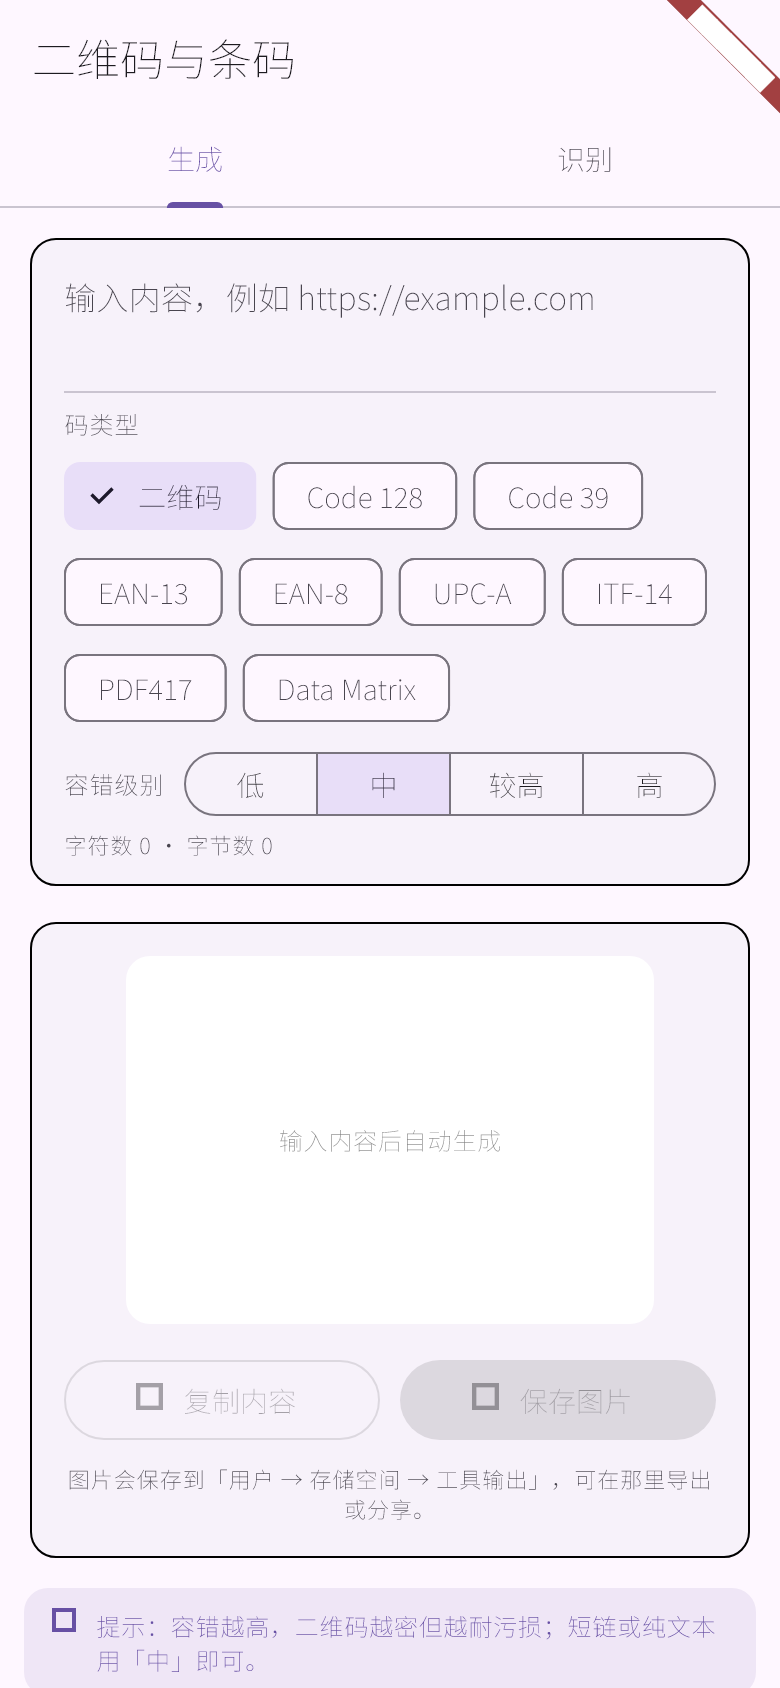 二维码与条码
生成
识别
输入内容，例如 https://example.com
码类型
二维码
Code 128
Code 39
EAN-13
EAN-8
UPC-A
ITF-14
PDF417
Data Matrix
容错级别
低
中
较高
高
字符数 0 · 字节数 0
输入内容后自动生成
复制内容
保存图片
图片会保存到「用户 → 存储空间 → 工具输出」，可在那里导出
或分享。
提示：容错越高，二维码越密但越耐污损；短链或纯文本
用「中」即可。